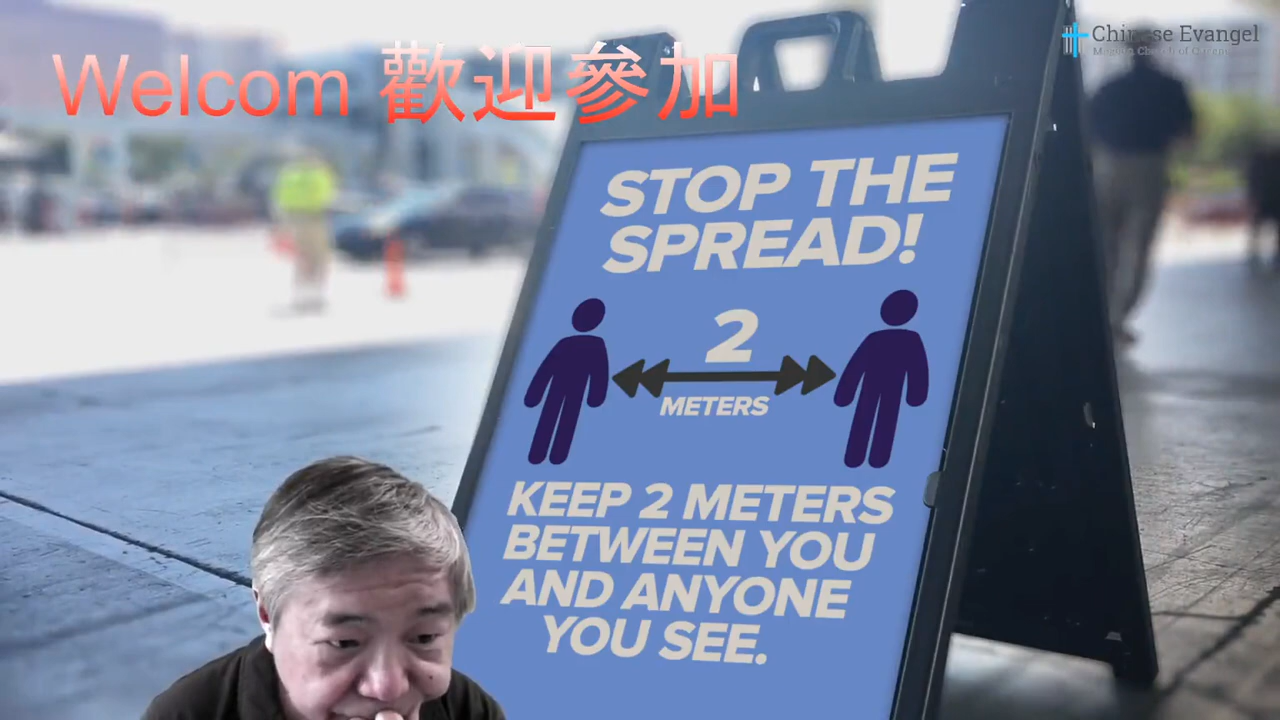 Welcom 歡迎參加
Chinese Evangel
STOP THE
SPREAD!
2
METERS
KEEP 2 METERS
BETWEEN YOU
AND ANYONE
YOU SEE.